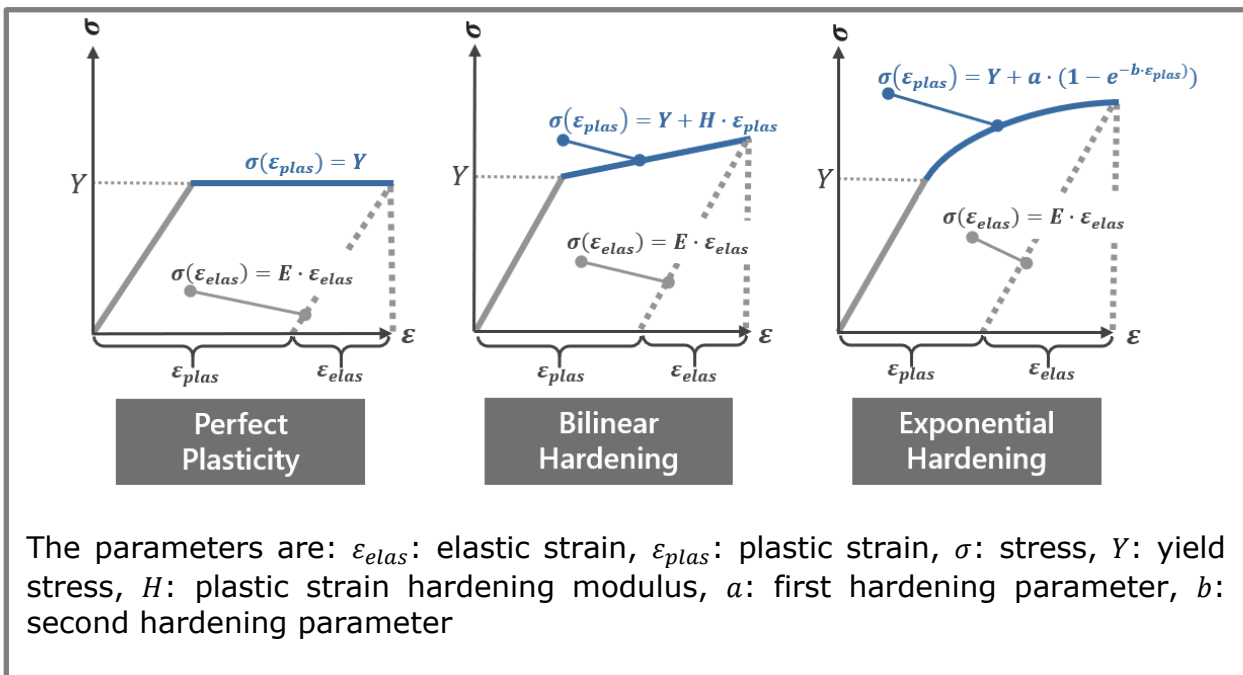 σ
σ(ε_plas) = Y
Y
σ(ε_elas) = E · ε_elas
ε
ε_plas
ε_elas
Perfect
Plasticity
σ
σ(ε_plas) = Y + H · ε_plas
Y
σ(ε_elas) = E · ε_elas
ε
ε_plas
ε_elas
Bilinear
Hardening
σ
σ(ε_plas) = Y + a · (1 − e^{−b·ε_plas})
Y
σ(ε_elas) = E · ε_elas
ε
ε_plas
ε_elas
Exponential
Hardening
The parameters are: ε_elas: elastic strain, ε_plas: plastic strain, σ: stress, Y: yield
stress, H: plastic strain hardening modulus, a: first hardening parameter, b:
second hardening parameter